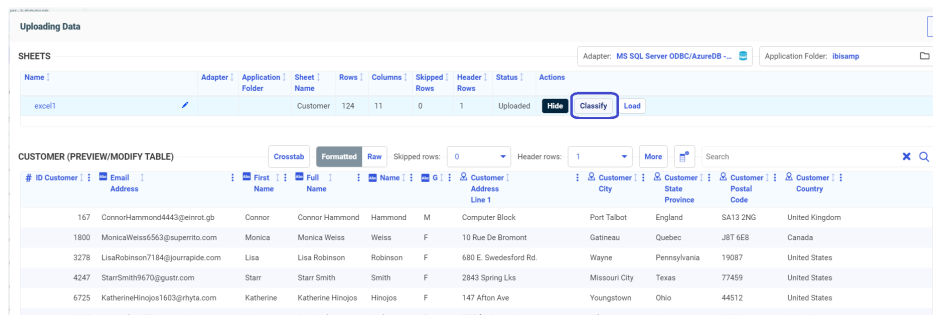 Uploading Data
SHEETS
Adapter: MS SQL Server ODBC/AzureDB -... Application Folder: ibisamp
Name Adapter Application Folder Sheet Name Rows Columns Skipped Rows Header Rows Status Actions
excel1 Customer 124 11 0 1 Uploaded Hide Classify Load
CUSTOMER (PREVIEW/MODIFY TABLE) Crosstab Formatted Raw Skipped rows: 0 Header rows: 1 More Search
# ID Customer Email Address First Name Full Name Name G Customer Address Line 1 Customer City Customer State Province Customer Postal Code Customer Country
167 ConnorHammond4443@einrot.gb Connor Connor Hammond Hammond M Computer Block Port Talbot England SA13 2NG United Kingdom
1800 MonicaWeiss6563@superrito.com Monica Monica Weiss Weiss F 10 Rue De Bromont Gatineau Quebec J8T 6E8 Canada
3278 LisaRobinson7184@jourrapide.com Lisa Lisa Robinson Robinson F 680 E. Swedesford Rd. Wayne Pennsylvania 19087 United States
4247 StarrSmith9670@gustr.com Starr Starr Smith Smith F 2843 Spring Lks Missouri City Texas 77459 United States
6725 KatherineHinojos1603@rhyta.com Katherine Katherine Hinojos Hinojos F 147 Afton Ave Youngstown Ohio 44512 United States